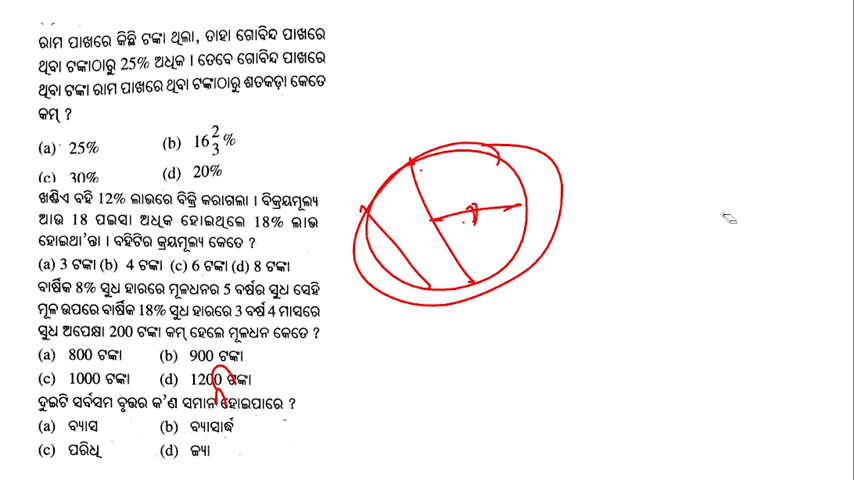 ରାମ ପାଖରେ କିଛି ଟଙ୍କା ଥିଲା, ତାହା ଗୋବିନ୍ଦ ପାଖରେ
ଥିବା ଟଙ୍କାଠାରୁ 25% ଅଧିକ । ତେବେ ଗୋବିନ୍ଦ ପାଖରେ
ଥିବା ଟଙ୍କା ରାମ ପାଖରେ ଥିବା ଟଙ୍କାଠାରୁ ଶତକଡ଼ା କେତେ
କମ୍ ?
(a) 25% (b) 16 2/3 %
(c) 30% (d) 20%
ଖଣ୍ଡିଏ ବହି 12% ଲାଭରେ ବିକ୍ରି କରାଗଲା । ବିକ୍ରୟମୂଲ୍ୟ
ଆଉ 18 ପଇସା ଅଧିକ ହୋଇଥିଲେ 18% ଲାଭ
ହୋଇଥା'ନ୍ତା । ବହିଟିର କ୍ରୟମୂଲ୍ୟ କେତେ ?
(a) 3 ଟଙ୍କା (b) 4 ଟଙ୍କା (c) 6 ଟଙ୍କା (d) 8 ଟଙ୍କା
ବାର୍ଷିକ 8% ସୁଧ ହାରରେ ମୂଳଧନର 5 ବର୍ଷର ସୁଧ ସେହି
ମୂଳ ଉପରେ ବାର୍ଷିକ 18% ସୁଧ ହାରରେ 3 ବର୍ଷ 4 ମାସରେ
ସୁଧ ଅପେକ୍ଷା 200 ଟଙ୍କା କମ୍ ହେଲେ ମୂଳଧନ କେତେ ?
(a) 800 ଟଙ୍କା (b) 900 ଟଙ୍କା
(c) 1000 ଟଙ୍କା (d) 1200 ଟଙ୍କା
ଦୁଇଟି ସର୍ବସମ ବୃତ୍ତର କ'ଣ ସମାନ ହୋଇପାରେ ?
(a) ବ୍ୟାସ (b) ବ୍ୟାସାର୍ଦ୍ଧ
(c) ପରିଧି (d) ଜ୍ୟା